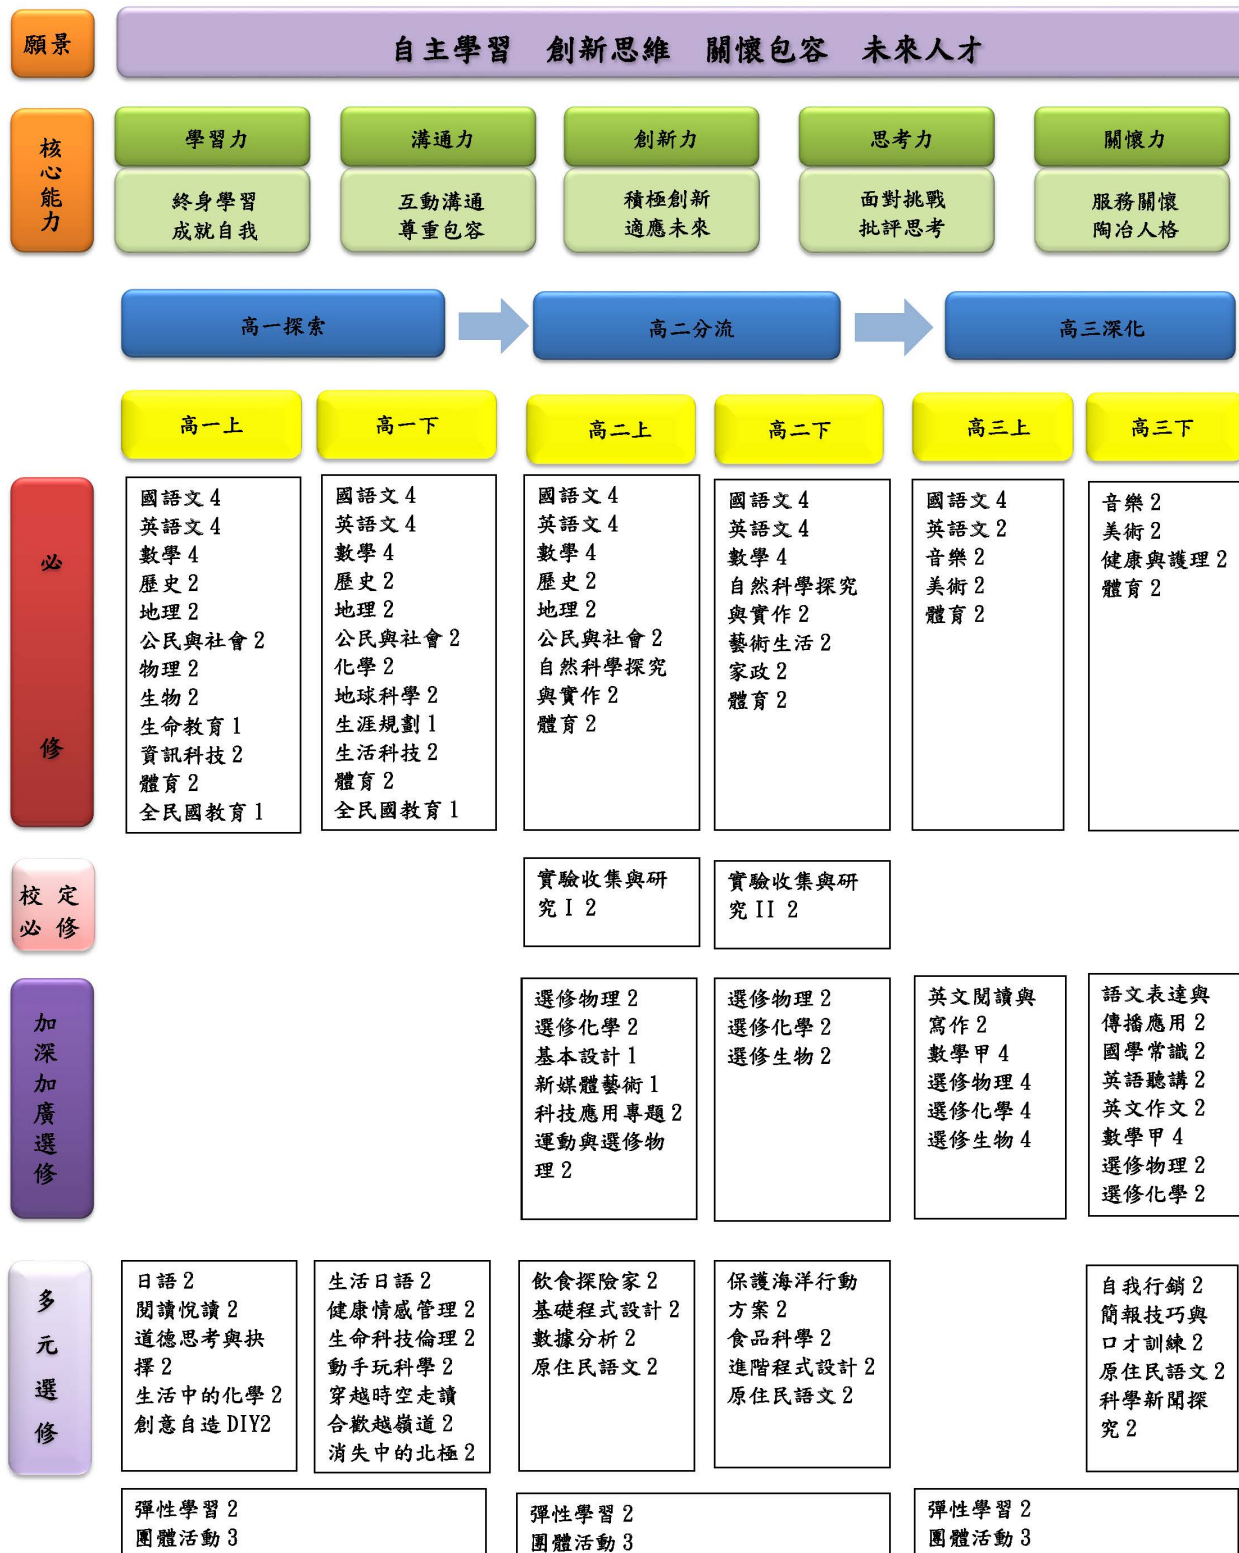 願景
自主學習 創新思維 關懷包容 未來人才
核心能力
學習力
終身學習
成就自我
溝通力
互動溝通
尊重包容
創新力
積極創新
適應未來
思考力
面對挑戰
批評思考
關懷力
服務關懷
陶冶人格
高一探索
高二分流
高三深化
高一上
高一下
高二上
高二下
高三上
高三下
必修
國語文 4
英語文 4
數學 4
歷史 2
地理 2
公民與社會 2
物理 2
生物 2
生命教育 1
資訊科技 2
體育 2
全民國教育 1
國語文 4
英語文 4
數學 4
歷史 2
地理 2
公民與社會 2
化學 2
地球科學 2
生涯規劃 1
生活科技 2
體育 2
全民國教育 1
國語文 4
英語文 4
數學 4
歷史 2
地理 2
公民與社會 2
自然科學探究
與實作 2
體育 2
國語文 4
英語文 4
數學 4
自然科學探究
與實作 2
藝術生活 2
家政 2
體育 2
國語文 4
英語文 2
音樂 2
美術 2
體育 2
音樂 2
美術 2
健康與護理 2
體育 2
校定
必修
實驗收集與研
究 I 2
實驗收集與研
究 II 2
加深加廣選修
選修物理 2
選修化學 2
基本設計 1
新媒體藝術 1
科技應用專題 2
運動與選修物
理 2
選修物理 2
選修化學 2
選修生物 2
英文閱讀與
寫作 2
數學甲 4
選修物理 4
選修化學 4
選修生物 4
語文表達與
傳播應用 2
國學常識 2
英語聽講 2
英文作文 2
數學甲 4
選修物理 2
選修化學 2
多元選修
日語 2
閱讀悅讀 2
道德思考與抉
擇 2
生活中的化學 2
創意自造 DIY2
生活日語 2
健康情感管理 2
生命科技倫理 2
動手玩科學 2
穿越時空走讀
合歡越嶺道 2
消失中的北極 2
飲食探險家 2
基礎程式設計 2
數據分析 2
原住民語文 2
保護海洋行動
方案 2
食品科學 2
進階程式設計 2
原住民語文 2
自我行銷 2
簡報技巧與
口才訓練 2
原住民語文 2
科學新聞探
究 2
彈性學習 2
團體活動 3
彈性學習 2
團體活動 3
彈性學習 2
團體活動 3